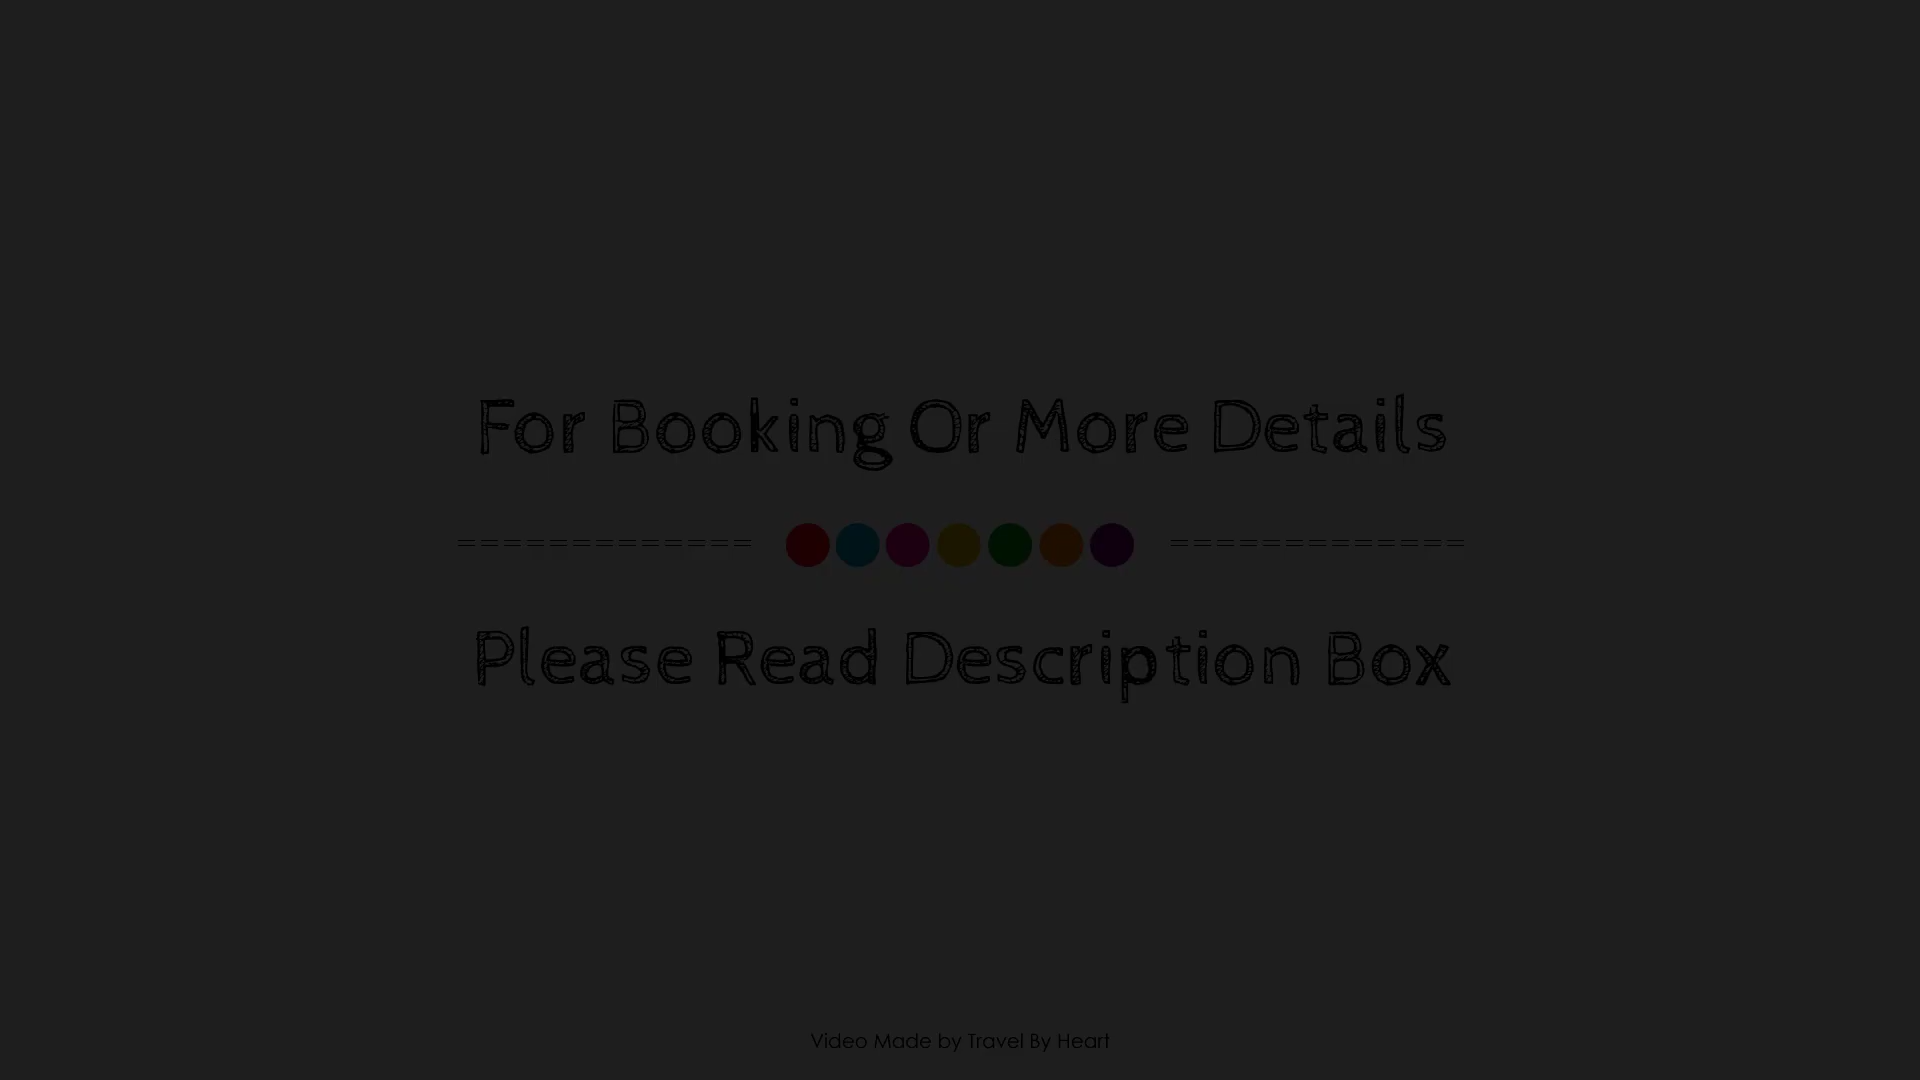 For Booking Or More Details
============= =============
Please Read Description Box
Video Made by Travel By Heart